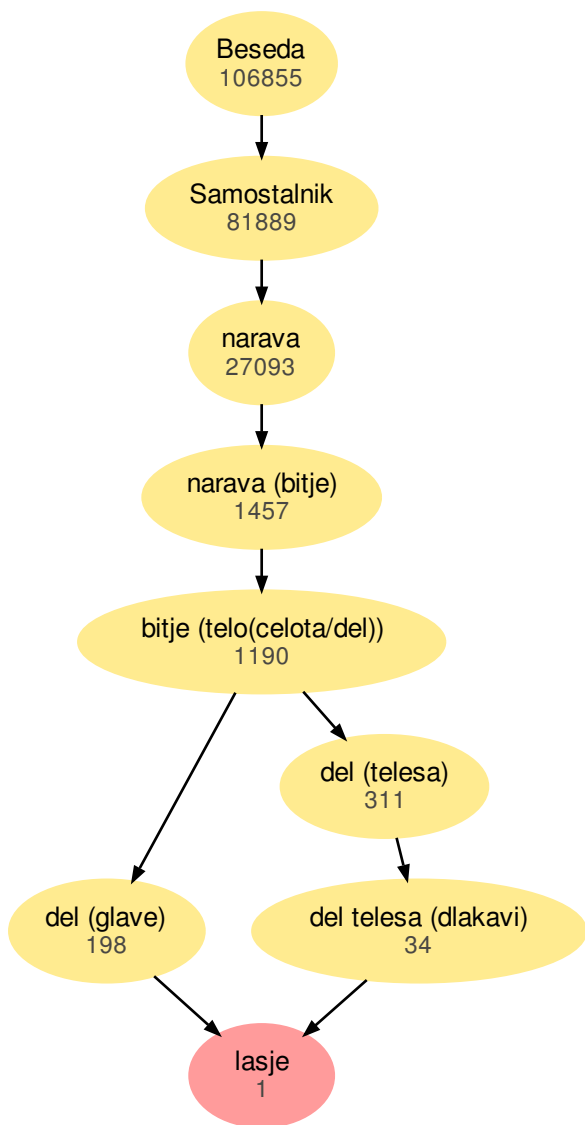 Beseda
106855
Samostalnik
81889
narava
27093
narava (bitje)
1457
bitje (telo(celota/del))
1190
del (telesa)
311
del (glave)
198
del telesa (dlakavi)
34
lasje
1